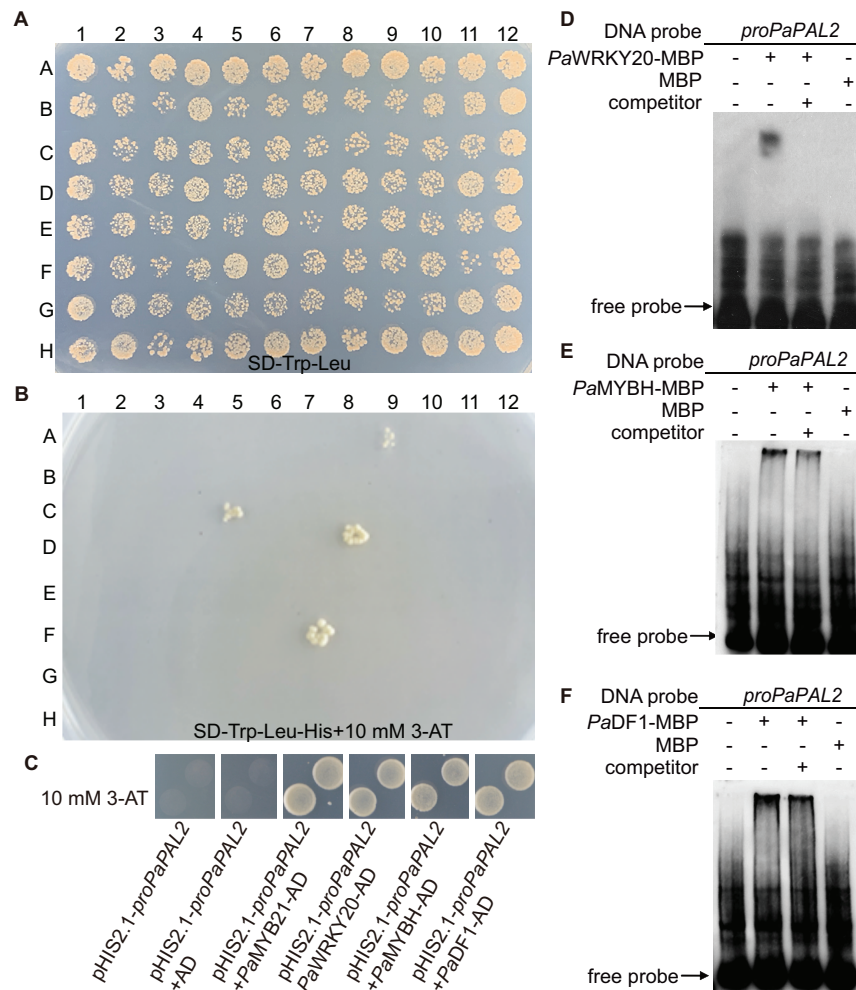 A
1 2 3 4 5 6 7 8 9 10 11 12
A
B
C
D
E
F
G
H
SD-Trp-Leu
B
1 2 3 4 5 6 7 8 9 10 11 12
A
B
C
D
E
F
G
H
SD-Trp-Leu-His+10 mM 3-AT
C
10 mM 3-AT
pHIS2.1-proPaPAL2
pHIS2.1-proPaPAL2
+AD
pHIS2.1-proPaPAL2
+PaMYB21-AD
pHIS2.1-proPaPAL2
PaWRKY20-AD
pHIS2.1-proPaPAL2
+PaMYBH-AD
pHIS2.1-proPaPAL2
+PaDF1-AD
D
DNA probe proPaPAL2
PaWRKY20-MBP - + + -
MBP - - - +
competitor - - + -
free probe
E
DNA probe proPaPAL2
PaMYBH-MBP - + + -
MBP - - - +
competitor - - + -
free probe
F
DNA probe proPaPAL2
PaDF1-MBP - + + -
MBP - - - +
competitor - - + -
free probe